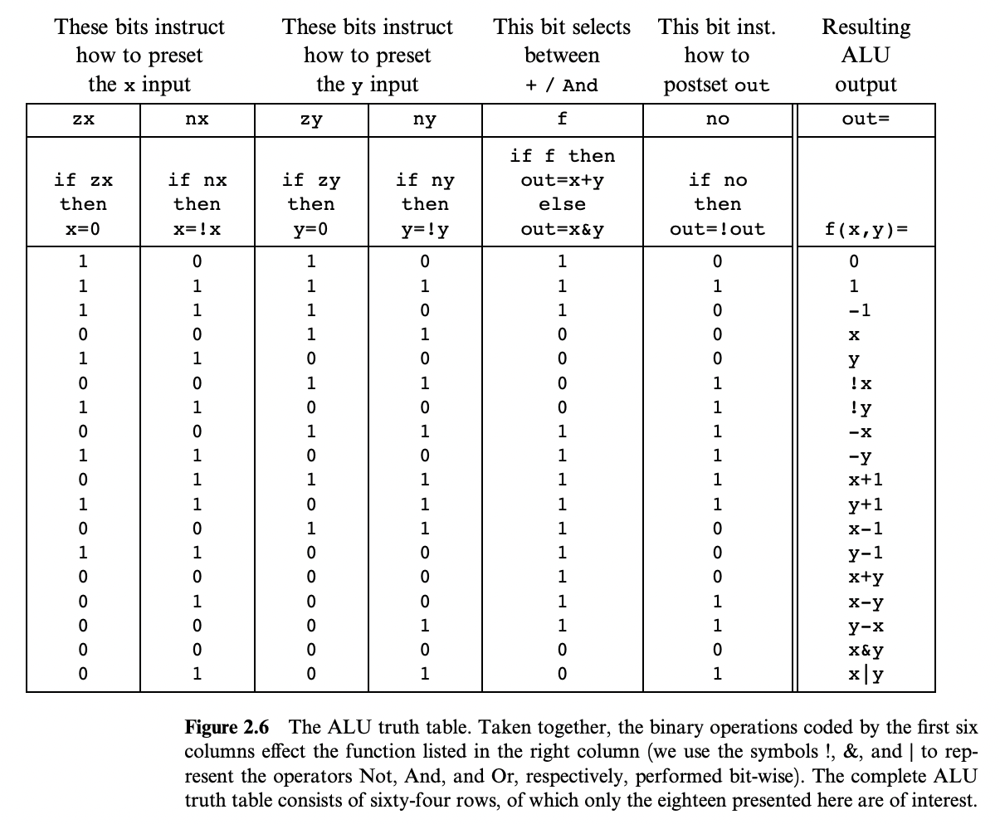 These bits instruct These bits instruct This bit selects This bit inst. Resulting
how to preset how to preset between how to ALU
the x input the y input + / And postset out output
zx nx zy ny f no out=
if f then
if zx if nx if zy if ny out=x+y if no
then then then then else then
x=0 x=!x y=0 y=!y out=x&y out=!out f(x,y)=
1 0 1 0 1 0 0
1 1 1 1 1 1 1
1 1 1 0 1 0 -1
0 0 1 1 0 0 x
1 1 0 0 0 0 y
0 0 1 1 0 1 !x
1 1 0 0 0 1 !y
0 0 1 1 1 1 -x
1 1 0 0 1 1 -y
0 1 1 1 1 1 x+1
1 1 0 1 1 1 y+1
0 0 1 1 1 0 x-1
1 1 0 0 1 0 y-1
0 0 0 0 1 0 x+y
0 1 0 0 1 1 x-y
0 0 0 1 1 1 y-x
0 0 0 0 0 0 x&y
0 1 0 1 0 1 x|y
Figure 2.6 The ALU truth table. Taken together, the binary operations coded by the first six
columns effect the function listed in the right column (we use the symbols !, &, and | to rep-
resent the operators Not, And, and Or, respectively, performed bit-wise). The complete ALU
truth table consists of sixty-four rows, of which only the eighteen presented here are of interest.